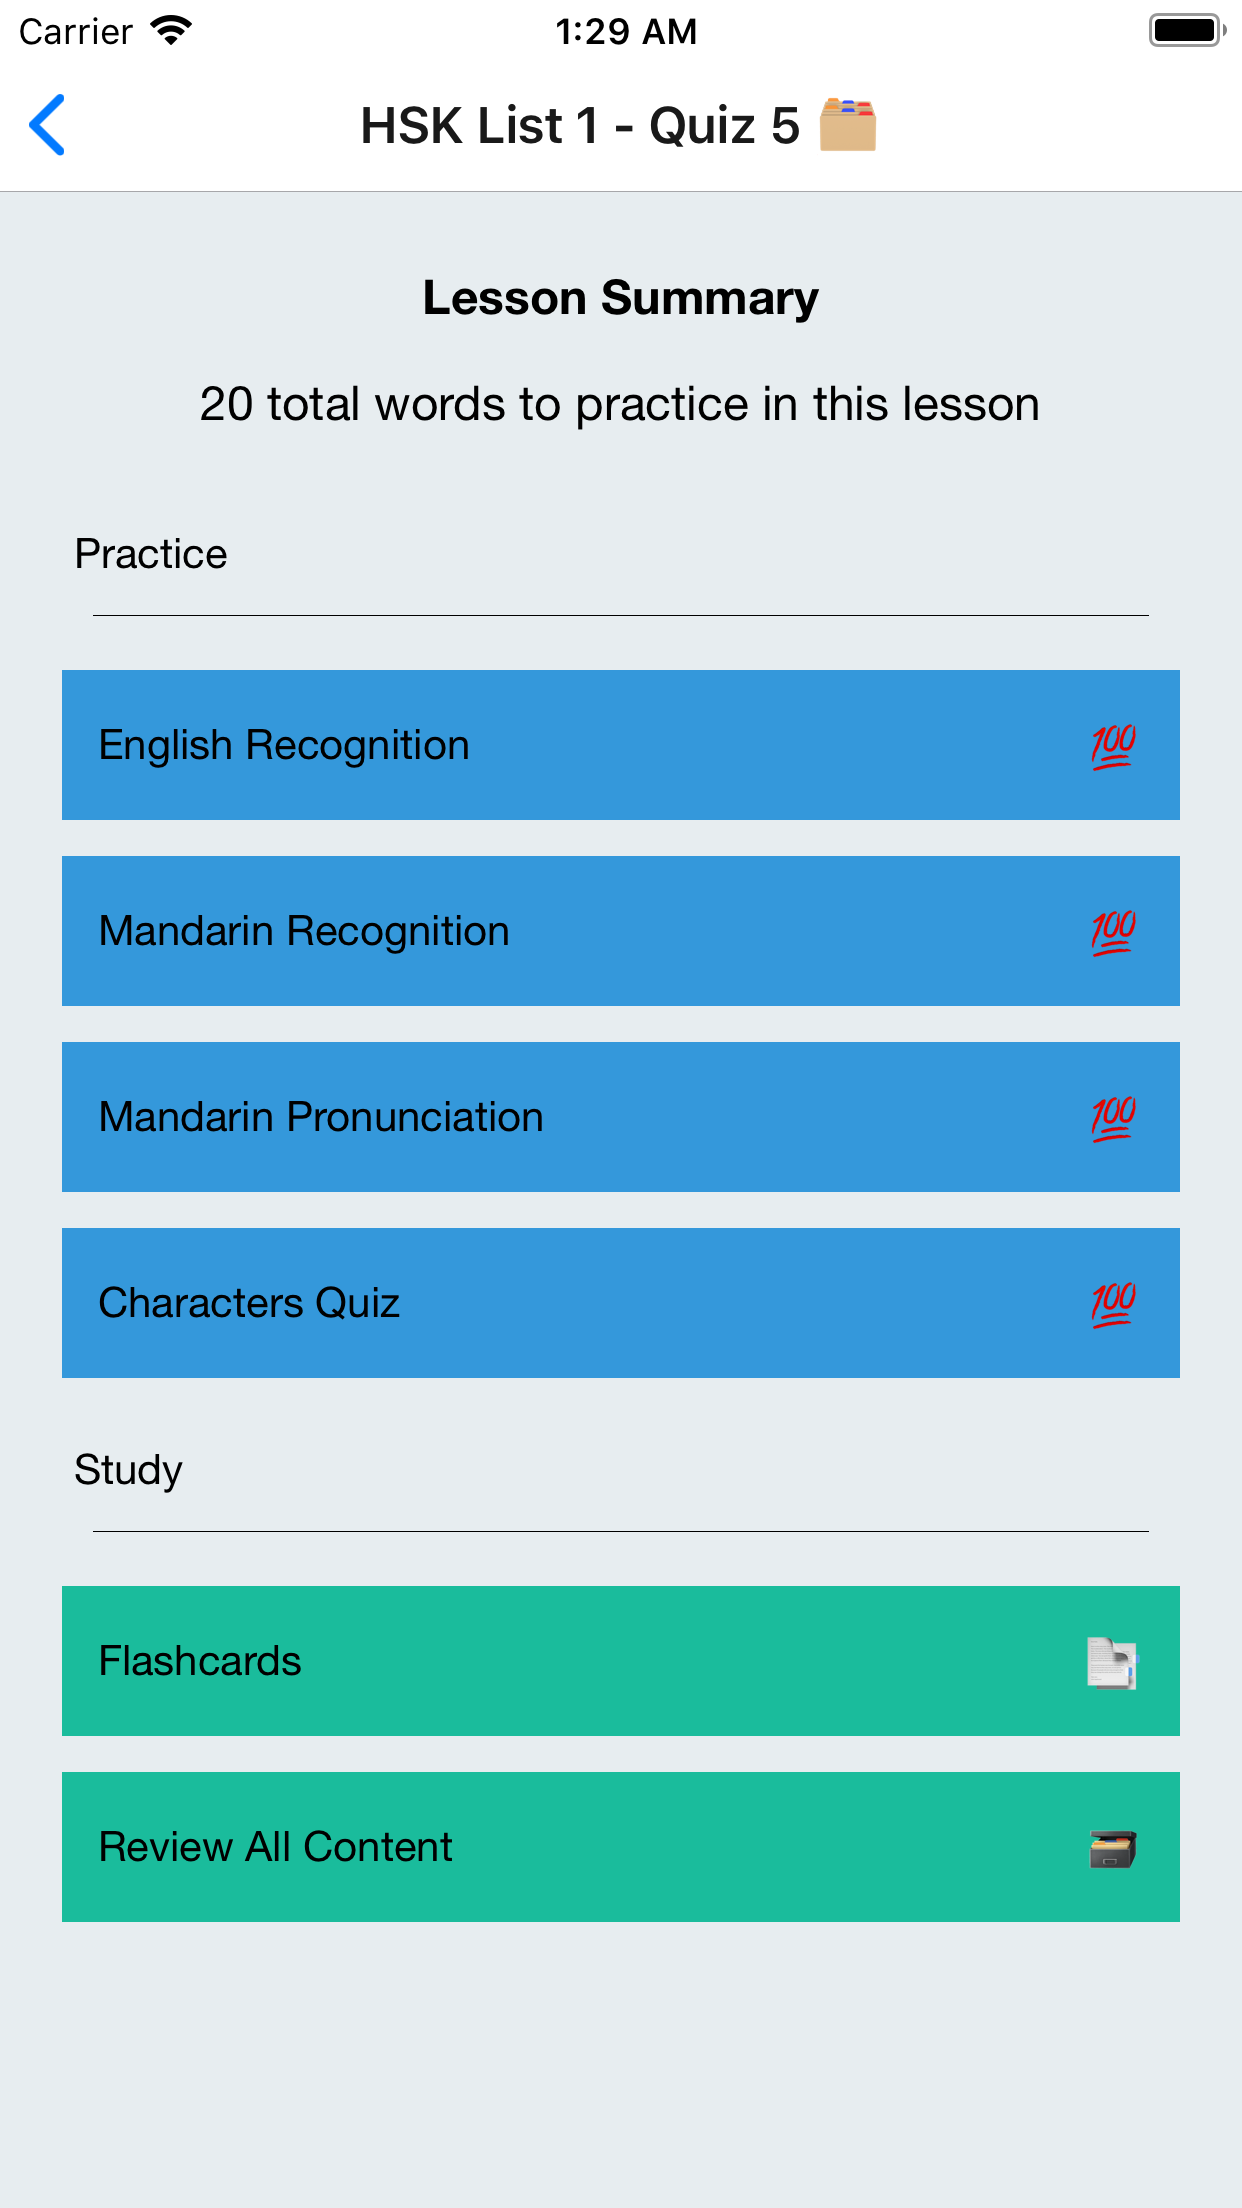 Carrier 1:29 AM
HSK List 1 - Quiz 5 🗂️
Lesson Summary
20 total words to practice in this lesson
Practice
English Recognition 💯
Mandarin Recognition 💯
Mandarin Pronunciation 💯
Characters Quiz 💯
Study
Flashcards
Review All Content